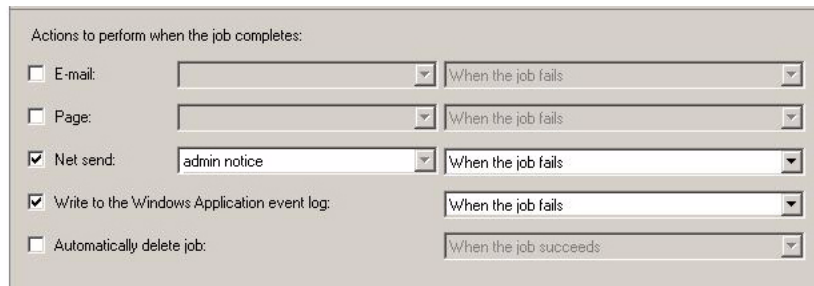 Actions to perform when the job completes:
E-mail: When the job fails
Page: When the job fails
Net send: admin notice When the job fails
Write to the Windows Application event log: When the job fails
Automatically delete job: When the job succeeds